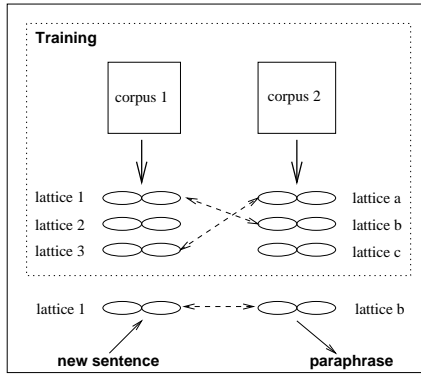 Training
corpus 1 corpus 2
lattice 1 lattice a
lattice 2 lattice b
lattice 3 lattice c
lattice 1 lattice b
new sentence paraphrase